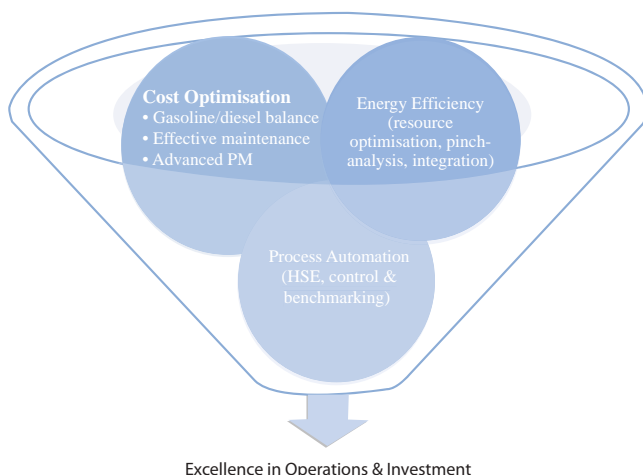 Cost Optimisation
• Gasoline/diesel balance
• Effective maintenance
• Advanced PM
Energy Efficiency
(resource
optimisation, pinch-
analysis, integration)
Process Automation
(HSE, control &
benchmarking)
Excellence in Operations & Investment